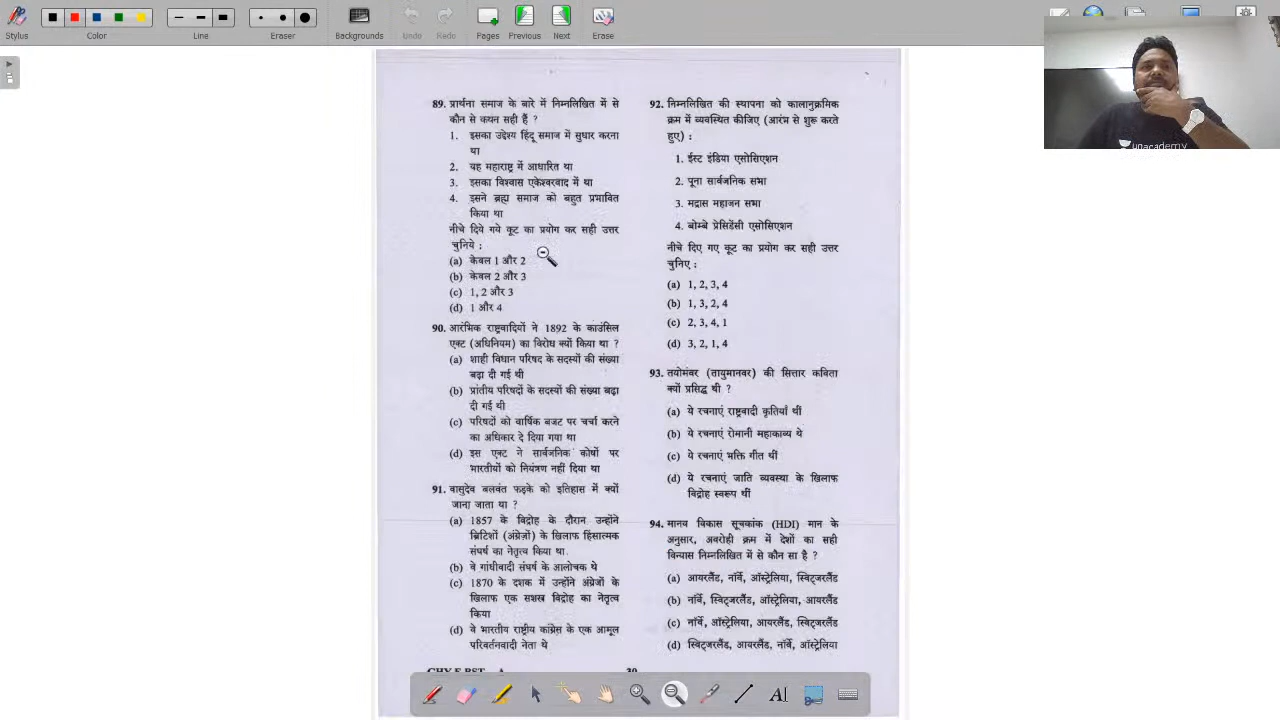 Stylus
Color
Line
Eraser
Backgrounds
Undo
Redo
Pages
Previous
Next
Erase
unacademy
89. प्रार्थना समाज के बारे में निम्नलिखित में से
कौन से कथन सही हैं ?
1. इसका उद्देश्य हिंदू समाज में सुधार करना
था
2. यह महाराष्ट्र में आधारित था
3. इसका विश्वास एकेश्वरवाद में था
4. इसने ब्रह्म समाज को बहुत प्रभावित
किया था
नीचे दिये गये कूट का प्रयोग कर सही उत्तर
चुनिये :
(a) केवल 1 और 2
(b) केवल 2 और 3
(c) 1, 2 और 3
(d) 1 और 4
90. आरंभिक राष्ट्रवादियों ने 1892 के काउंसिल
एक्ट (अधिनियम) का विरोध क्यों किया था ?
(a) शाही विधान परिषद के सदस्यों की संख्या
बढ़ा दी गई थी
(b) प्रांतीय परिषदों के सदस्यों की संख्या बढ़ा
दी गई थी
(c) परिषदों को वार्षिक बजट पर चर्चा करने
का अधिकार दे दिया गया था
(d) इस एक्ट ने सार्वजनिक कोषों पर
भारतीयों को नियंत्रण नहीं दिया था
91. वासुदेव बलवंत फड़के को इतिहास में क्यों
जाना जाता था ?
(a) 1857 के विद्रोह के दौरान उन्होंने
ब्रिटिशों (अंग्रेज़ों) के खिलाफ हिंसात्मक
संघर्ष का नेतृत्व किया था.
(b) वे गांधीवादी संघर्ष के आलोचक थे
(c) 1870 के दशक में उन्होंने अंग्रेजों के
खिलाफ एक सशस्त्र विद्रोह का नेतृत्व
किया
(d) वे भारतीय राष्ट्रीय कांग्रेस के एक आमूल
परिवर्तनवादी नेता थे
92. निम्नलिखित की स्थापना को कालानुक्रमिक
क्रम में व्यवस्थित कीजिए (आरंभ से शुरू करते
हुए) :
1. ईस्ट इंडिया एसोसिएशन
2. पूना सार्वजनिक सभा
3. मद्रास महाजन सभा
4. बोम्बे प्रेसिडेंसी एसोसिएशन
नीचे दिए गए कूट का प्रयोग कर सही उत्तर
चुनिए :
(a) 1, 2, 3, 4
(b) 1, 3, 2, 4
(c) 2, 3, 4, 1
(d) 3, 2, 1, 4
93. तयोमंवर (तायुमानवर) की सित्तार कविता
क्यों प्रसिद्ध थी ?
(a) ये रचनाएं राष्ट्रवादी कृतियाँ थीं
(b) ये रचनाएं रोमानी महाकाव्य थे
(c) ये रचनाएं भक्ति गीत थीं
(d) ये रचनाएं जाति व्यवस्था के खिलाफ
विद्रोह स्वरूप थीं
94. मानव विकास सूचकांक (HDI) मान के
अनुसार, अवरोही क्रम में देशों का सही
विन्यास निम्नलिखित में से कौन सा है ?
(a) आयरलैंड, नॉर्वे, ऑस्ट्रेलिया, स्विट्जरलैंड
(b) नॉर्वे, स्विट्जरलैंड, ऑस्ट्रेलिया, आयरलैंड
(c) नॉर्वे, ऑस्ट्रेलिया, आयरलैंड, स्विट्जरलैंड
(d) स्विट्जरलैंड, आयरलैंड, नॉर्वे, ऑस्ट्रेलिया